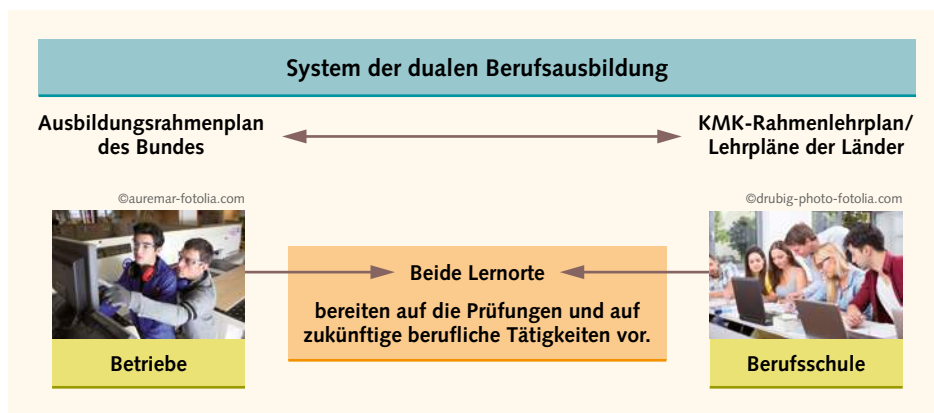 System der dualen Berufsausbildung
Ausbildungsrahmenplan
des Bundes
KMK-Rahmenlehrplan/
Lehrpläne der Länder
©auremar-fotolia.com
©drubig-photo-fotolia.com
Beide Lernorte
bereiten auf die Prüfungen und auf
zukünftige berufliche Tätigkeiten vor.
Betriebe
Berufsschule